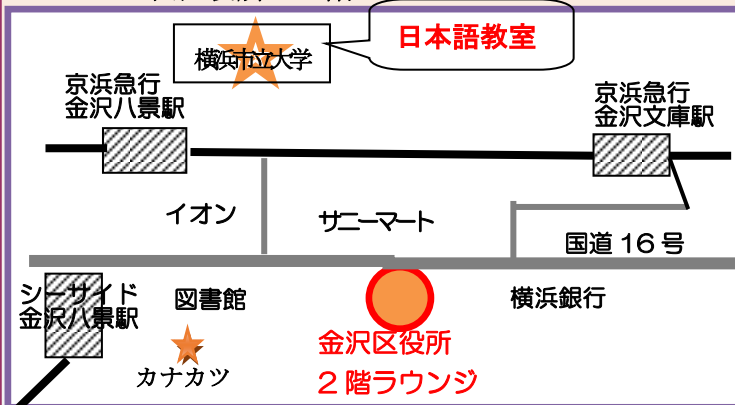 日本語教室
横浜市立大学
京浜急行
金沢八景駅
京浜急行
金沢文庫駅
イオン
サニーマート
国道16号
シーサイド
金沢八景駅
図書館
横浜銀行
カナカツ
金沢区役所
2階ラウンジ